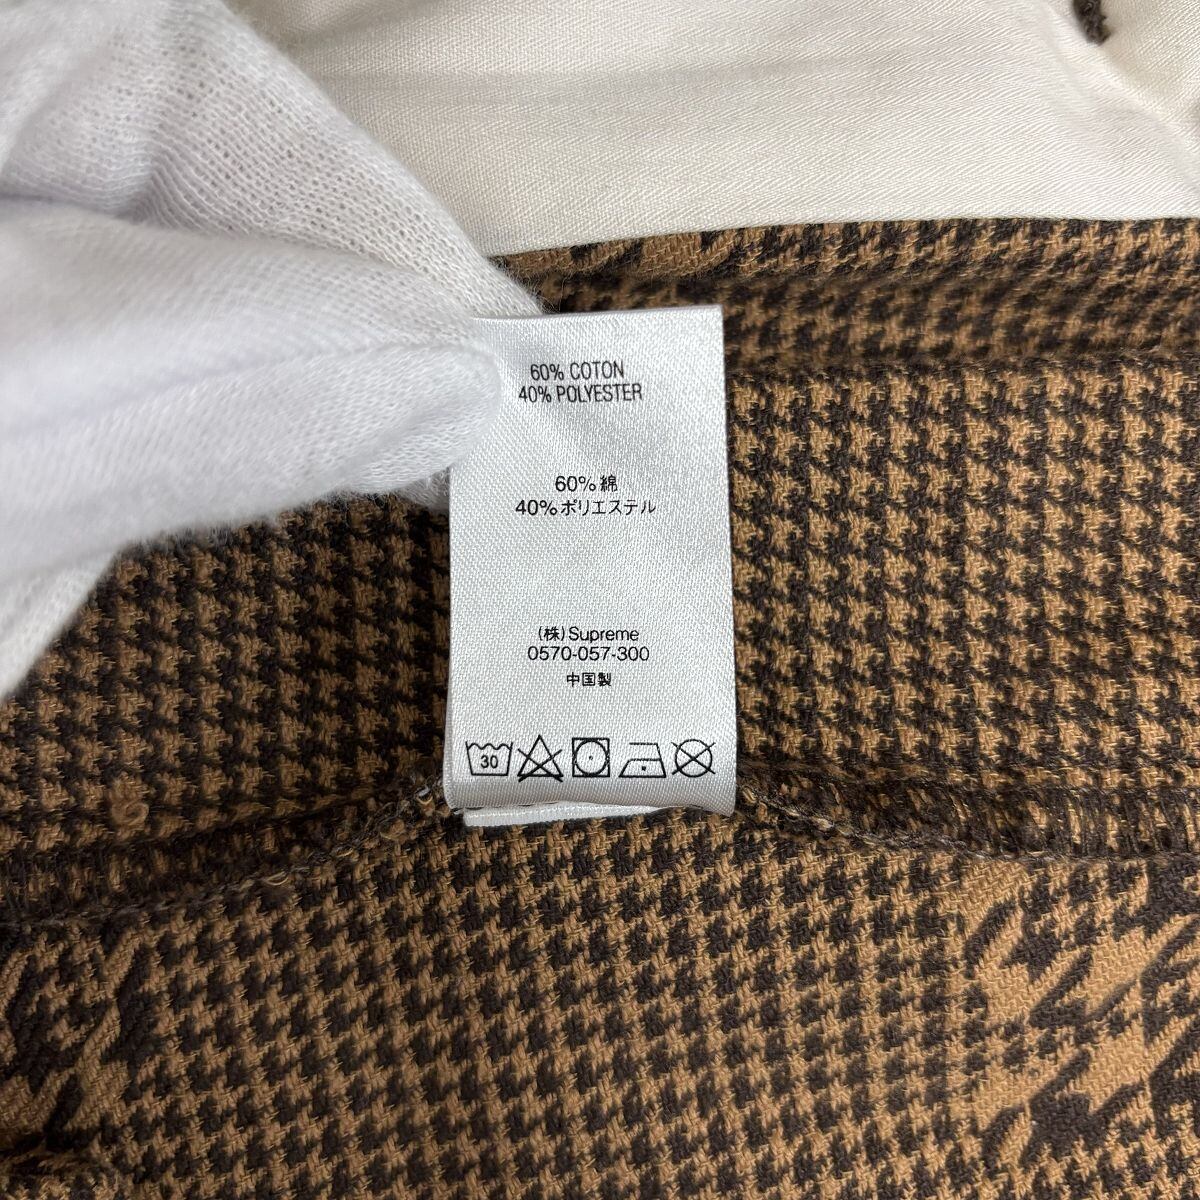 60% COTON
40% POLYESTER
60% 綿
40% ポリエステル
(株) Supreme
0570-057-300
中国製
30